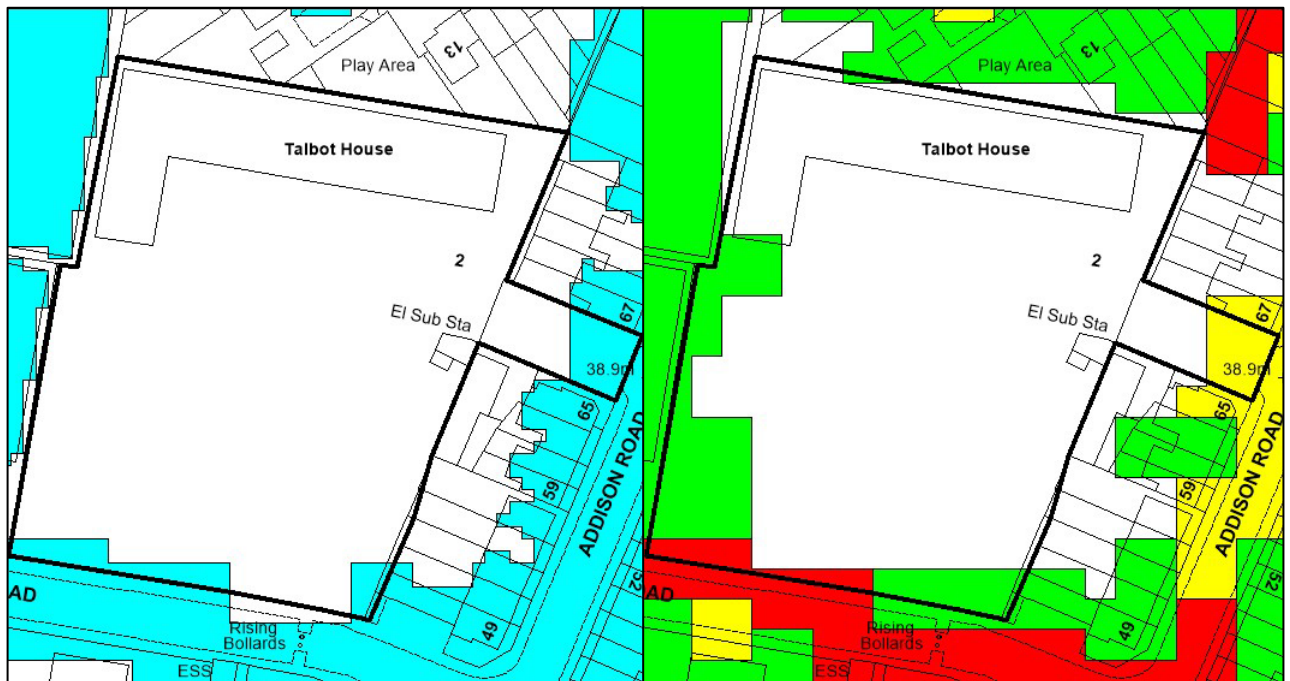 13
Play Area
Talbot House
2
El Sub Sta
67
38.9m
65
59
ADDISON ROAD
52
AD
Rising
Bollards
49
ESS
13
Play Area
Talbot House
2
El Sub Sta
67
38.9m
65
59
ADDISON ROAD
52
AD
Rising
Bollards
49
ESS